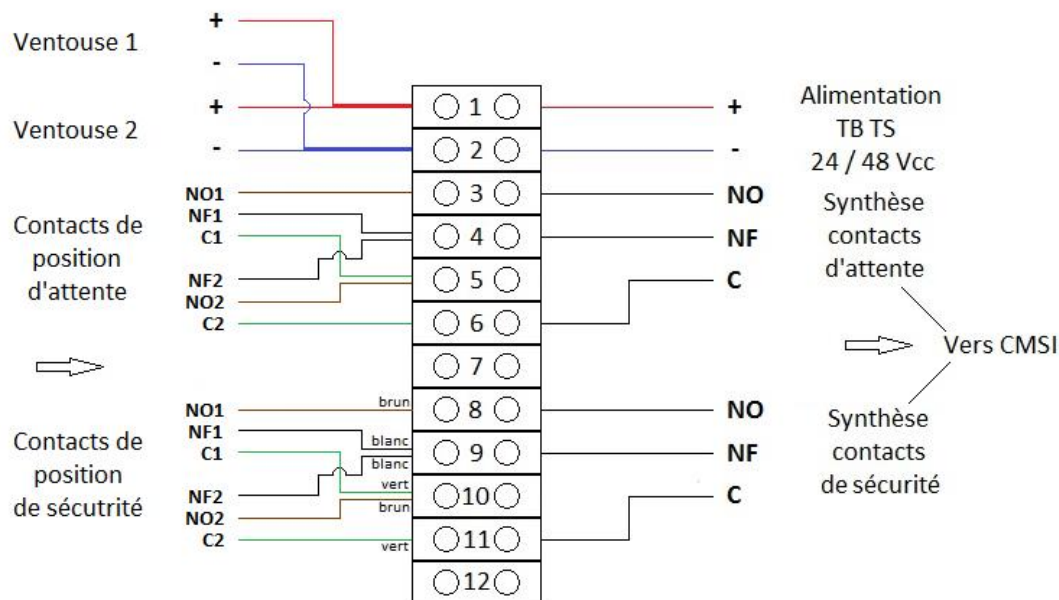 Ventouse 1
+
-
Ventouse 2
+
-
Contacts de
position
d'attente
NO1
NF1
C1
NF2
NO2
C2
Contacts de
position
de sécutrité
NO1
NF1
C1
NF2
NO2
C2
brun
blanc
blanc
vert
brun
vert
1
2
3
4
5
6
7
8
9
10
11
12
+
-
NO
NF
C
NO
NF
C
Alimentation
TB TS
24 / 48 Vcc
Synthèse
contacts
d'attente
Vers CMSI
Synthèse
contacts
de sécurité